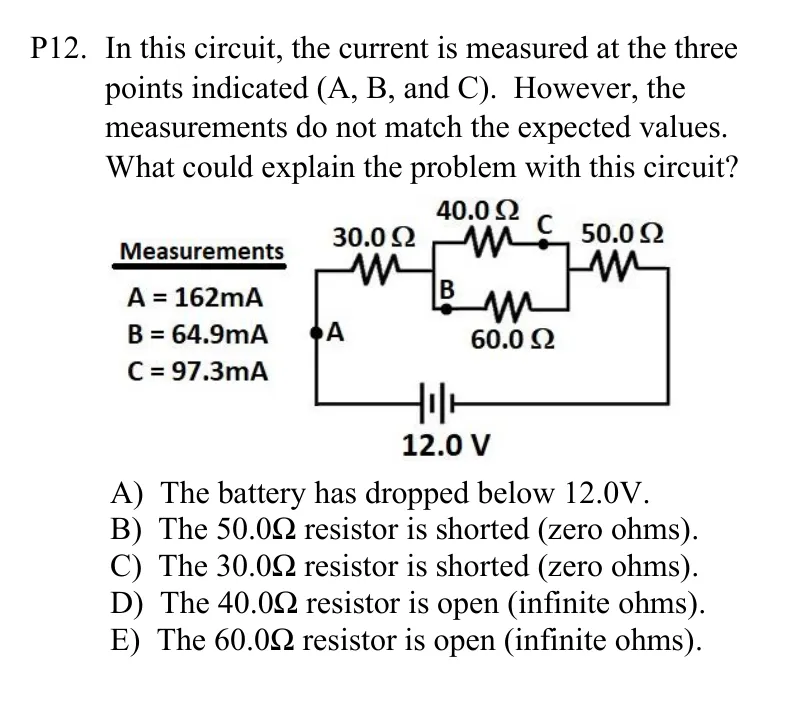 P12. In this circuit, the current is measured at the three
points indicated (A, B, and C). However, the
measurements do not match the expected values.
What could explain the problem with this circuit?
40.0 Ω
C
30.0 Ω
50.0 Ω
Measurements
A = 162mA
B
B = 64.9mA
A
60.0 Ω
C = 97.3mA
12.0 V
A) The battery has dropped below 12.0V.
B) The 50.0Ω resistor is shorted (zero ohms).
C) The 30.0Ω resistor is shorted (zero ohms).
D) The 40.0Ω resistor is open (infinite ohms).
E) The 60.0Ω resistor is open (infinite ohms).